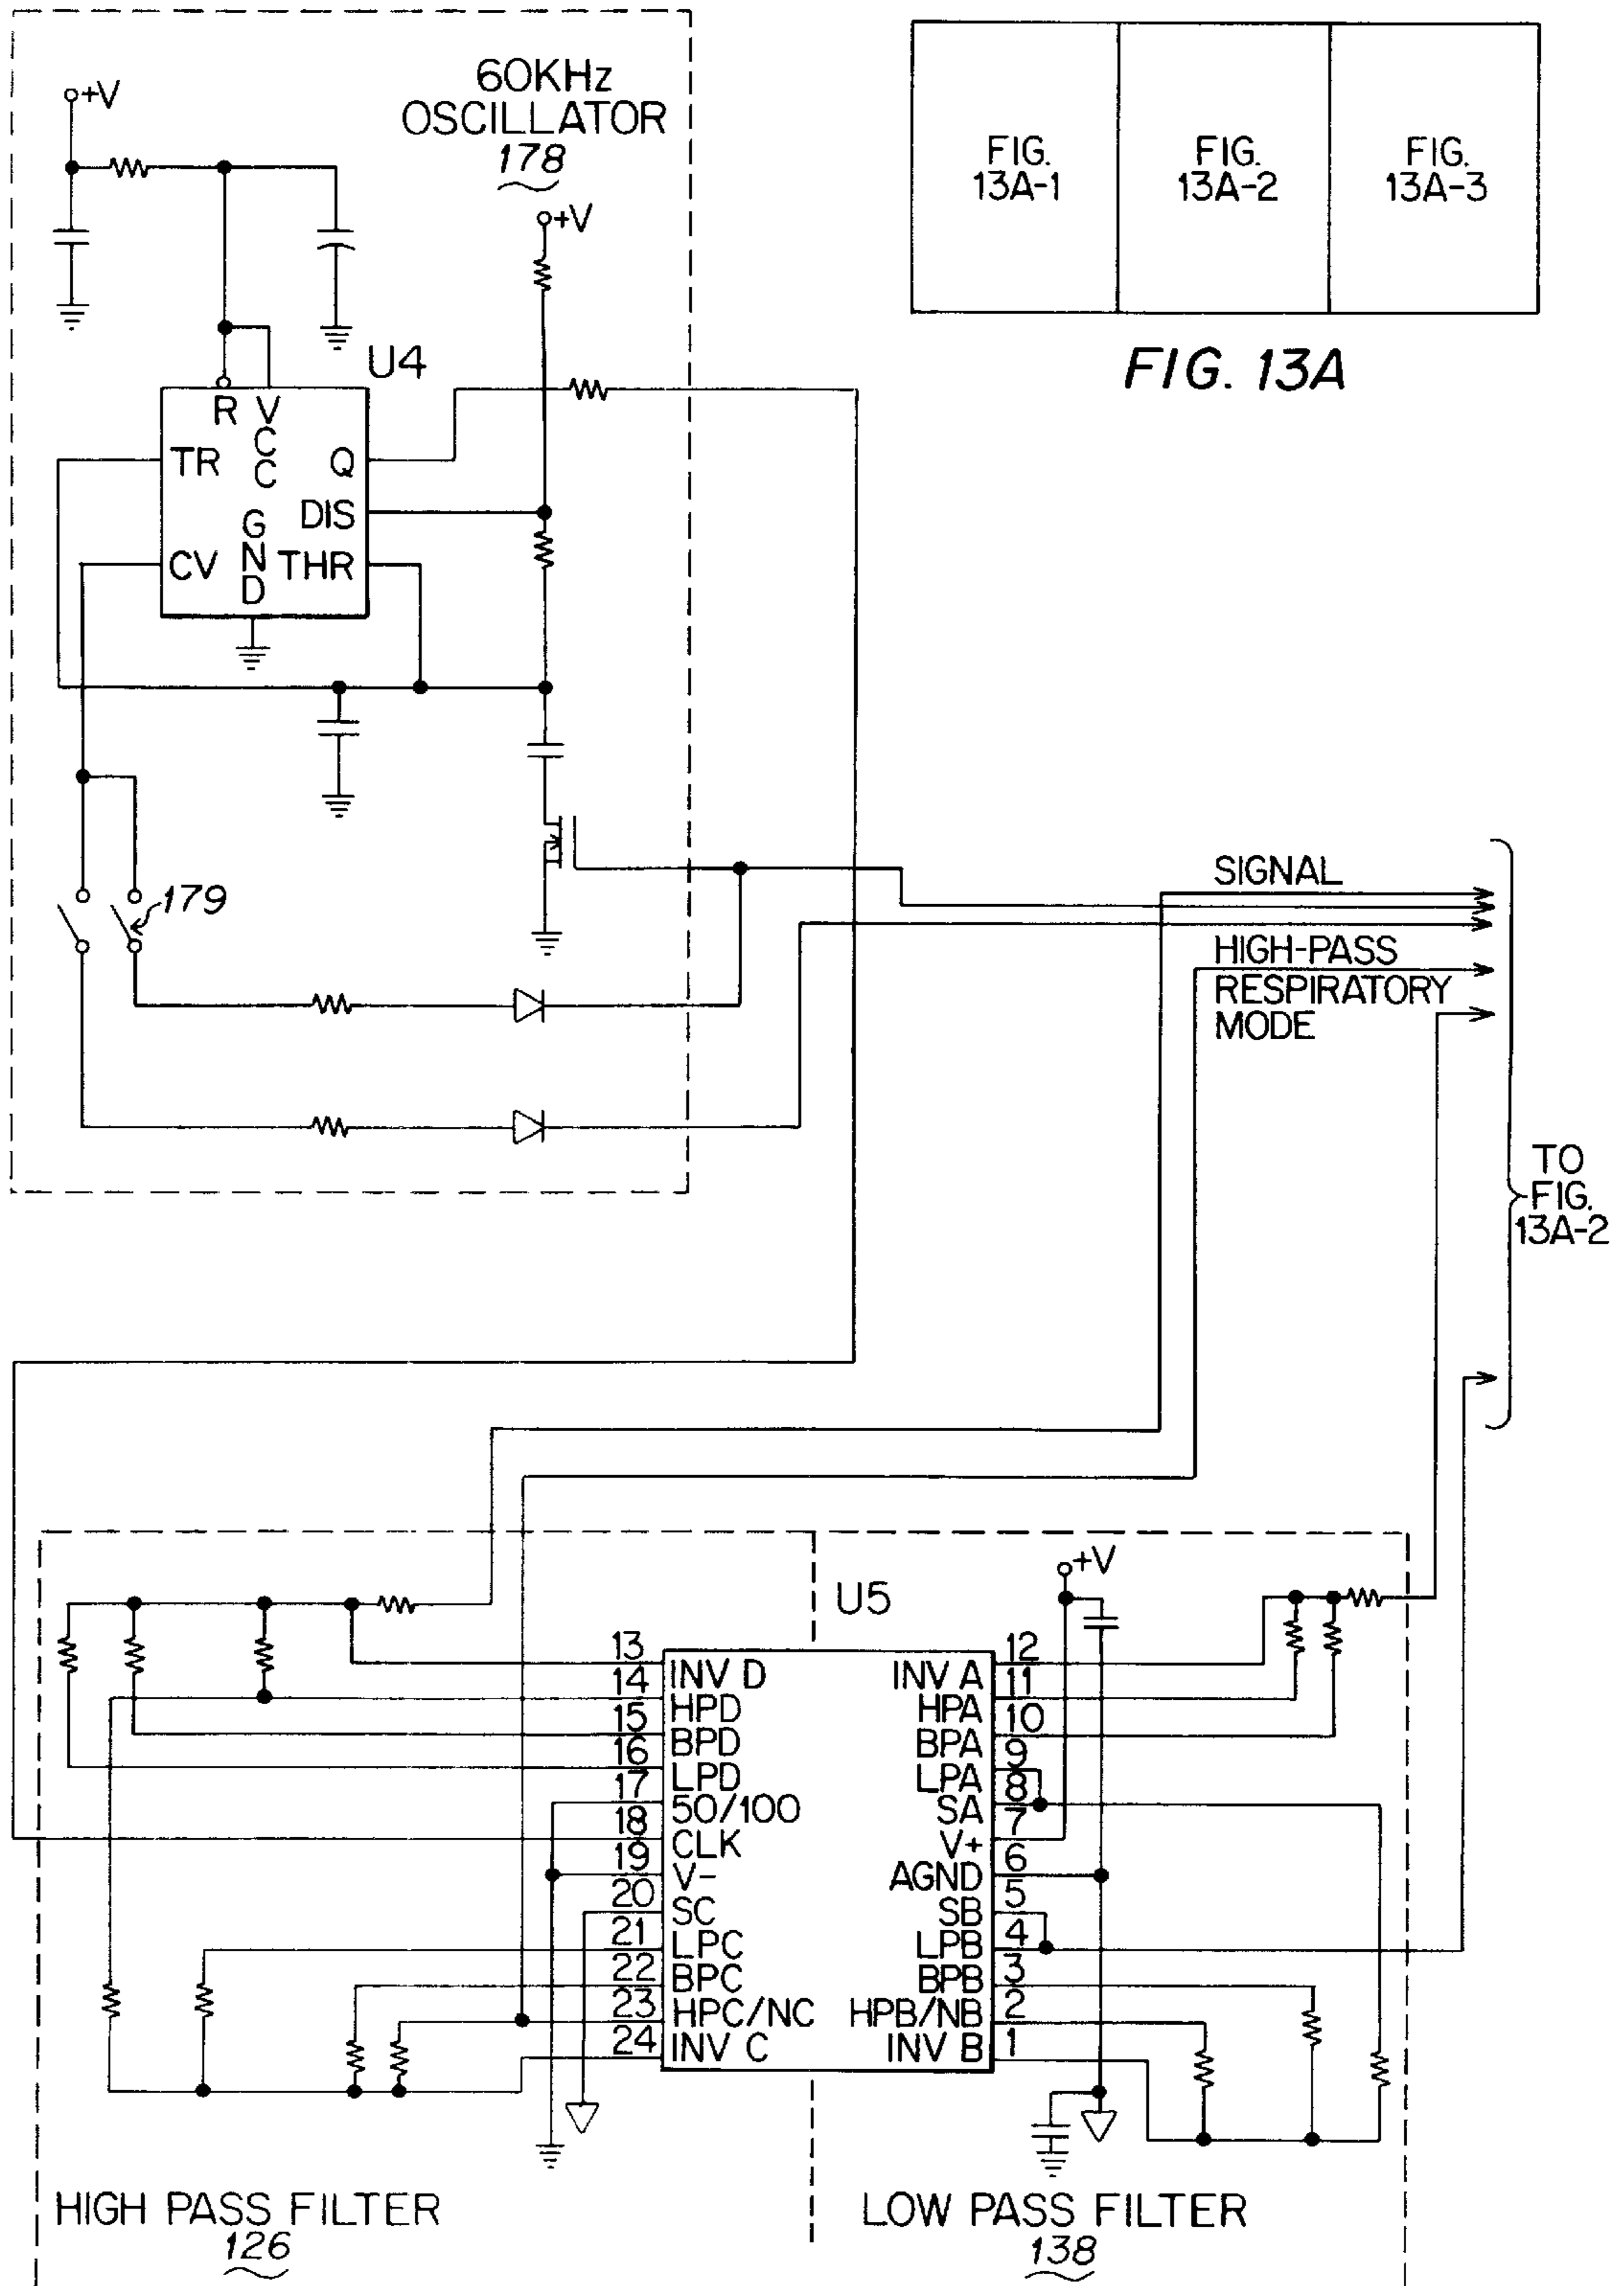 60KHz
OSCILLATOR
178
+V
+V
U4
R
VCC
TR
Q
DIS
GND
CV
THR
179
FIG.
13A-1
FIG.
13A-2
FIG.
13A-3
FIG. 13A
SIGNAL
HIGH-PASS
RESPIRATORY
MODE
TO
FIG.
13A-2
U5
+V
13 INV D
14 HPD
15 BPD
16 LPD
17 50/100
18 CLK
19 V-
20 SC
21 LPC
22 BPC
23 HPC/NC
24 INV C
INV A 12
HPA 11
BPA 10
LPA 9
SA 8
V+ 7
AGND 6
SB 5
LPB 4
BPB 3
HPB/NB 2
INV B 1
HIGH PASS FILTER
126
LOW PASS FILTER
138